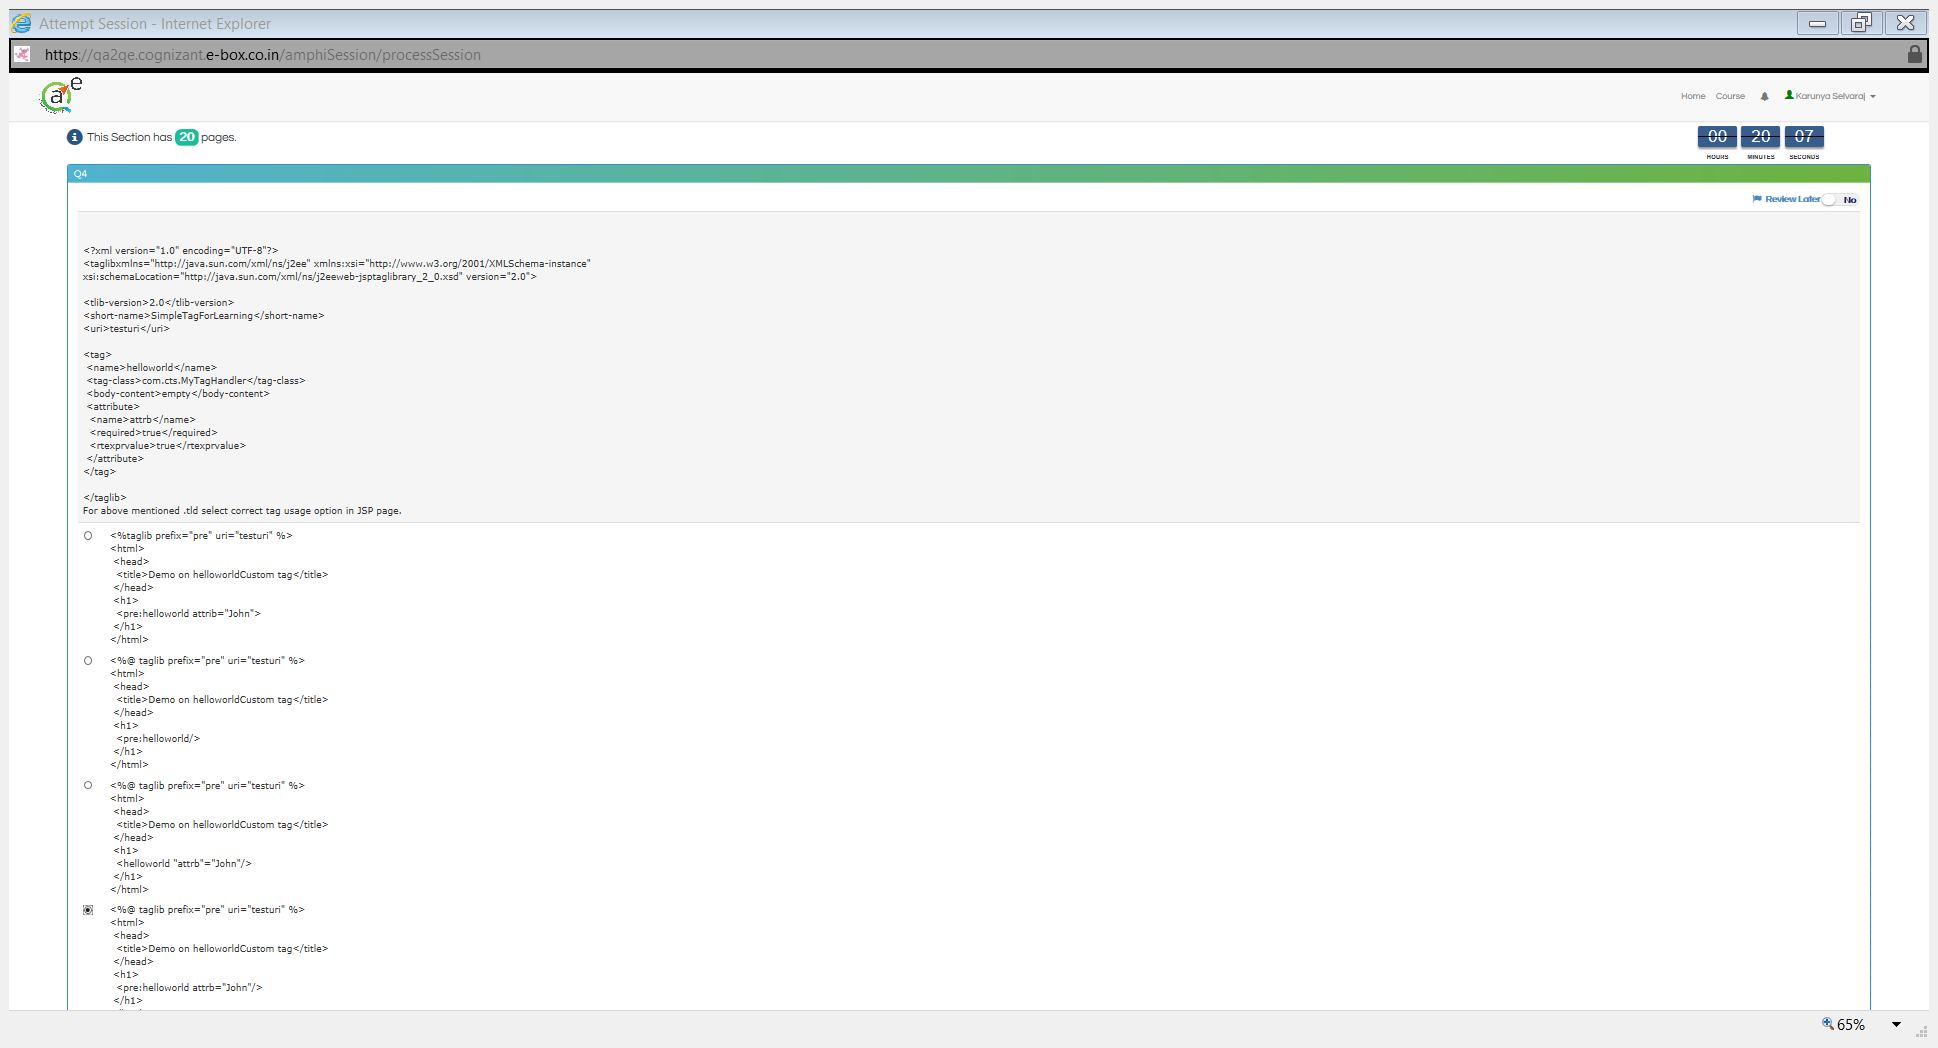 Attempt Session - Internet Explorer
https://qa2qe.cognizant.e-box.co.in/amphiSession/processSession
a e
Home Course Karunya Selvaraj
This Section has 20 pages.
00 20 07
HOURS MINUTES SECONDS
Q4
Review Later No
<?xml version="1.0" encoding="UTF-8"?>
<taglibxmlns="http://java.sun.com/xml/ns/j2ee" xmlns:xsi="http://www.w3.org/2001/XMLSchema-instance"
xsi:schemaLocation="http://java.sun.com/xml/ns/j2eeweb-jsptaglibrary_2_0.xsd" version="2.0">
<tlib-version>2.0</tlib-version>
<short-name>SimpleTagForLearning</short-name>
<uri>testuri</uri>
<tag>
<name>helloworld</name>
<tag-class>com.cts.MyTagHandler</tag-class>
<body-content>empty</body-content>
<attribute>
<name>attrb</name>
<required>true</required>
<rtexprvalue>true</rtexprvalue>
</attribute>
</tag>
</taglib>
For above mentioned .tld select correct tag usage option in JSP page.
<%taglib prefix="pre" uri="testuri" %>
<html>
<head>
<title>Demo on helloworldCustom tag</title>
</head>
<h1>
<pre:helloworld attrib="John">
</h1>
</html>
<%@ taglib prefix="pre" uri="testuri" %>
<html>
<head>
<title>Demo on helloworldCustom tag</title>
</head>
<h1>
<pre:helloworld/>
</h1>
</html>
<%@ taglib prefix="pre" uri="testuri" %>
<html>
<head>
<title>Demo on helloworldCustom tag</title>
</head>
<h1>
<helloworld "attrb"="John"/>
</h1>
</html>
<%@ taglib prefix="pre" uri="testuri" %>
<html>
<head>
<title>Demo on helloworldCustom tag</title>
</head>
<h1>
<pre:helloworld attrb="John"/>
</h1>
65%